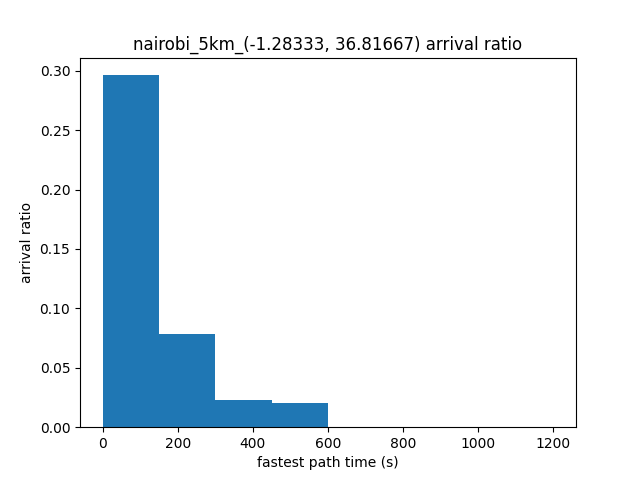 nairobi_5km_(-1.28333, 36.81667) arrival ratio
0.30
0.25
0.20
0.15
0.10
0.05
0.00
arrival ratio
0 200 400 600 800 1000 1200
fastest path time (s)